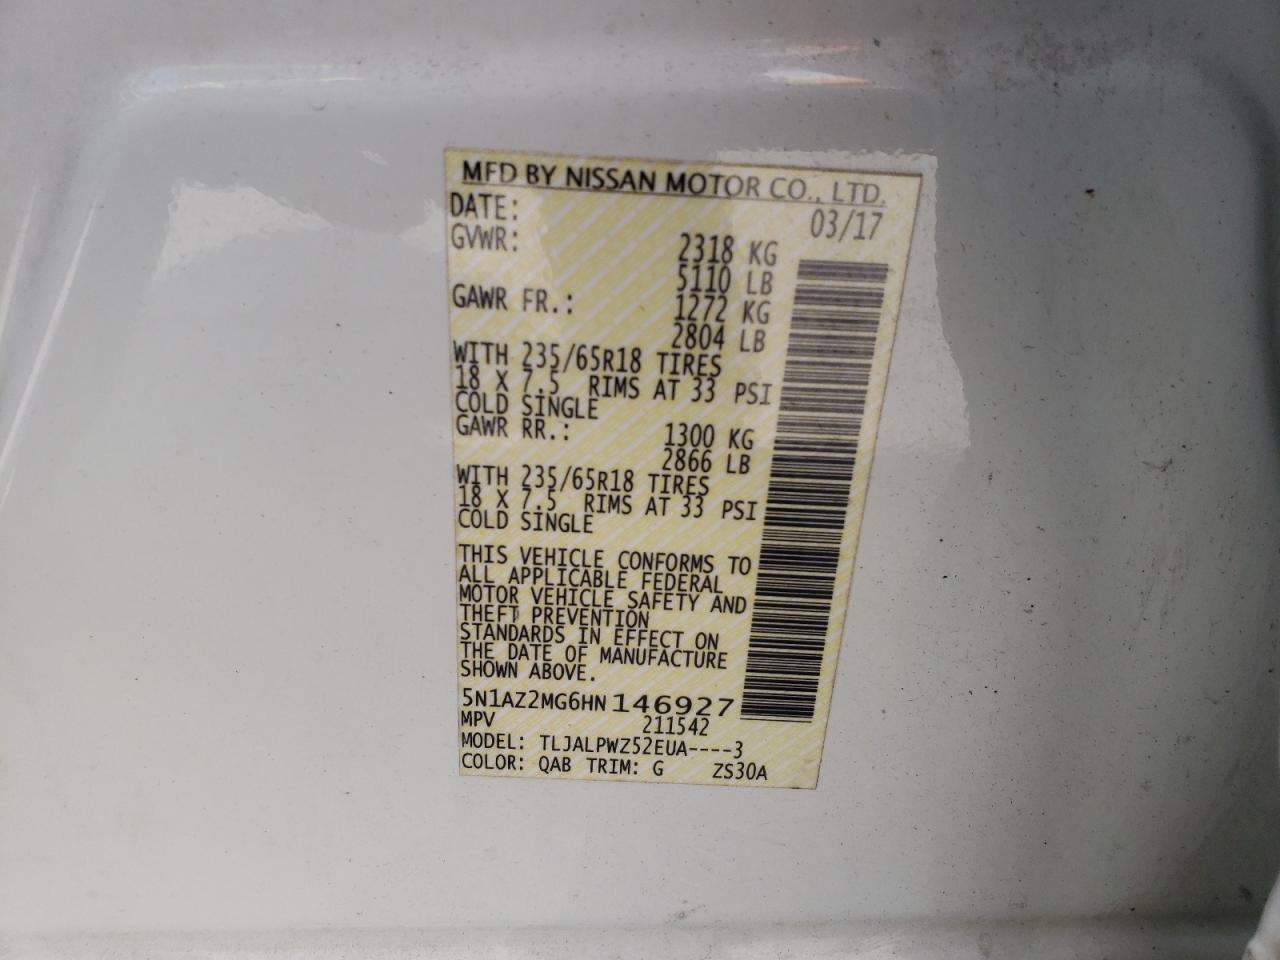 MFD BY NISSAN MOTOR CO., LTD.
DATE: 03/17
GVWR: 2318 KG
5110 LB
GAWR FR.: 1272 KG
2804 LB
WITH 235/65R18 TIRES
18 X 7.5 RIMS AT 33 PSI
COLD SINGLE
GAWR RR.: 1300 KG
2866 LB
WITH 235/65R18 TIRES
18 X 7.5 RIMS AT 33 PSI
COLD SINGLE
THIS VEHICLE CONFORMS TO
ALL APPLICABLE FEDERAL
MOTOR VEHICLE SAFETY AND
THEFT PREVENTION
STANDARDS IN EFFECT ON
THE DATE OF MANUFACTURE
SHOWN ABOVE.
5N1AZ2MG6HN146927
MPV 211542
MODEL: TLJALPWZ52EUA----3
COLOR: QAB TRIM: G ZS30A